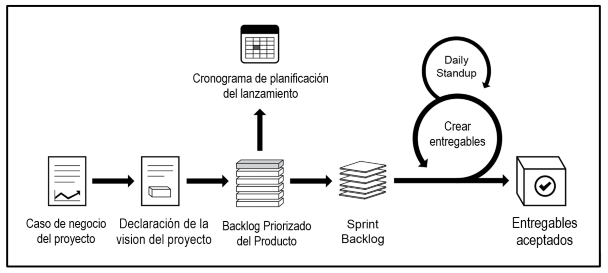 Daily
Standup
Cronograma de planificación
del lanzamiento
Crear
entregables
Caso de negocio
del proyecto
Declaración de la
vision del proyecto
Backlog Priorizado
del Producto
Sprint
Backlog
Entregables
aceptados